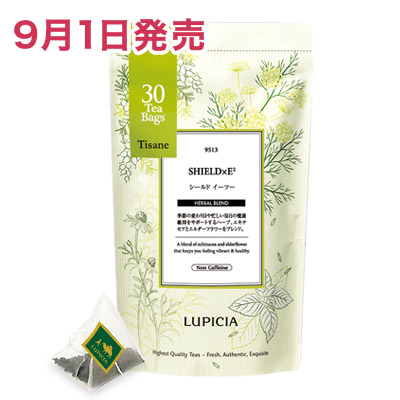 9月1日発売
30
Tea
Bags
Tisane
9513
SHIELD×E²
シールド イーツー
HERBAL BLEND
季節の変わり目や忙しい毎日の健康
維持をサポートするハーブ、エキナ
セアとエルダーフラワーをブレンド。
A blend of echinacea and elderflower
that keeps you feeling vibrant & healthy.
Non Caffeine
LUPICIA
LUPICIA
Highest Quality Teas – Fresh, Authentic, Exquisite